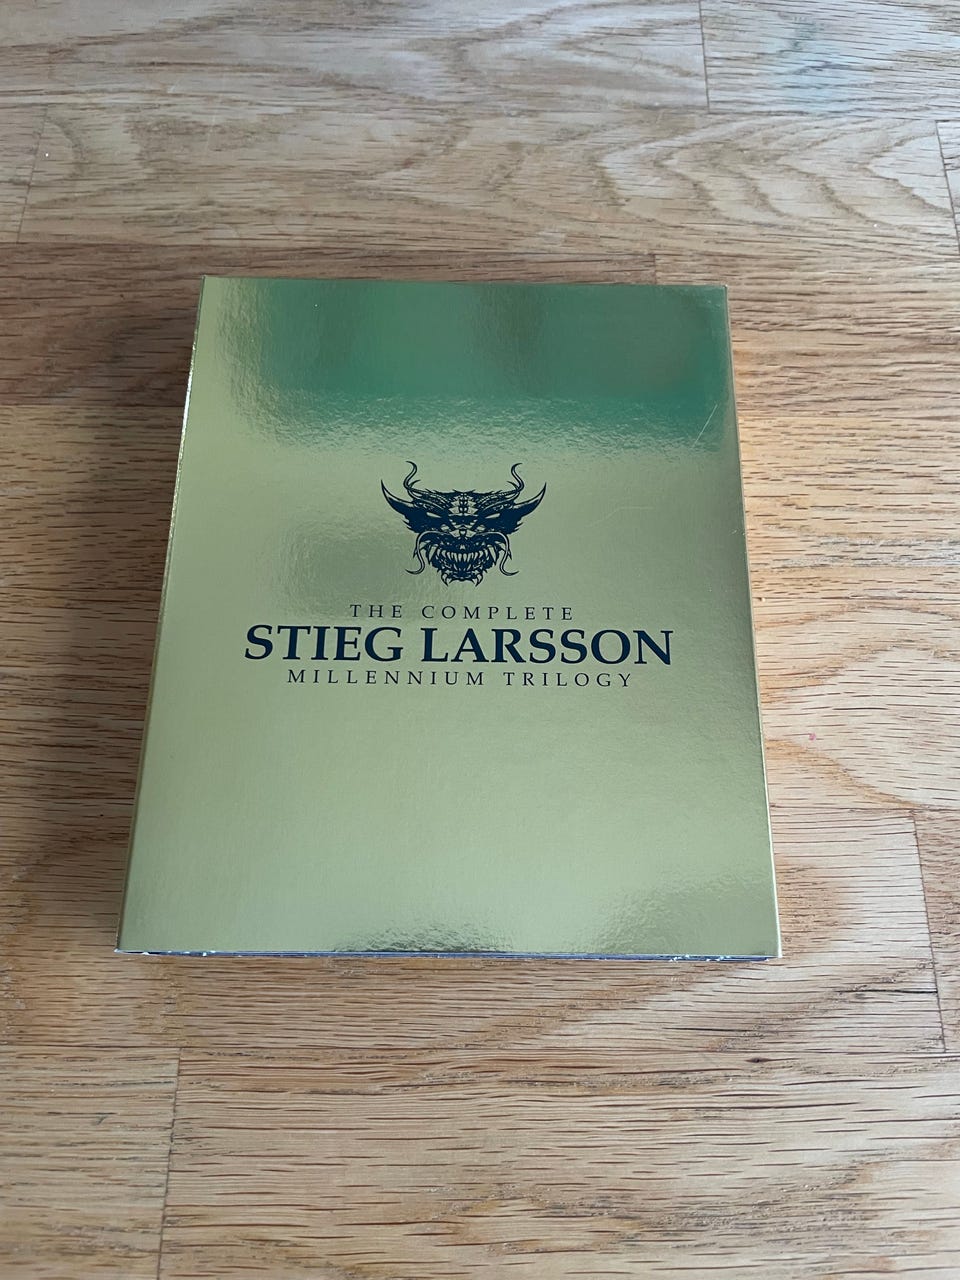 THE COMPLETE
STIEG LARSSON
MILLENNIUM TRILOGY